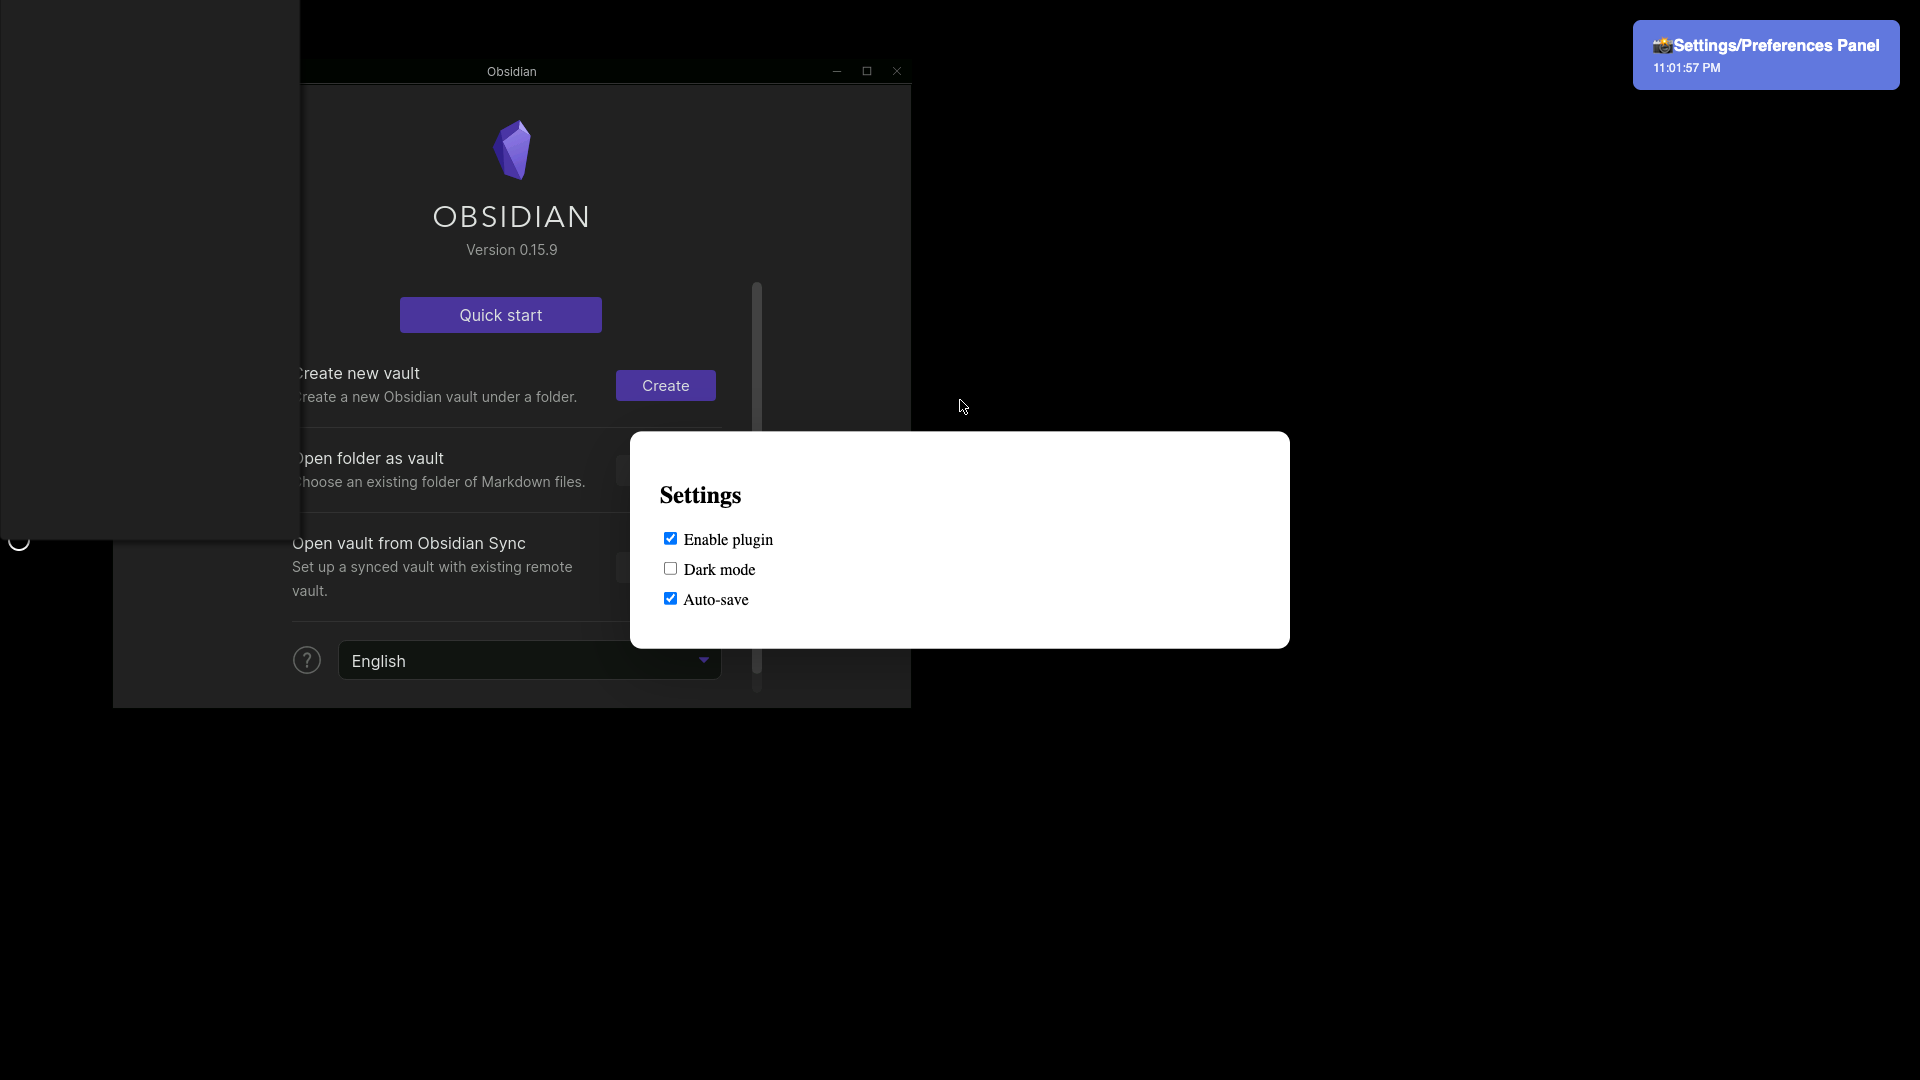 Obsidian
OBSIDIAN
Version 0.15.9
Quick start
Create new vault
Create a new Obsidian vault under a folder.
Create
Open folder as vault
Choose an existing folder of Markdown files.
Open vault from Obsidian Sync
Set up a synced vault with existing remote
vault.
?
English
Settings
Enable plugin
Dark mode
Auto-save
📸Settings/Preferences Panel
11:01:57 PM